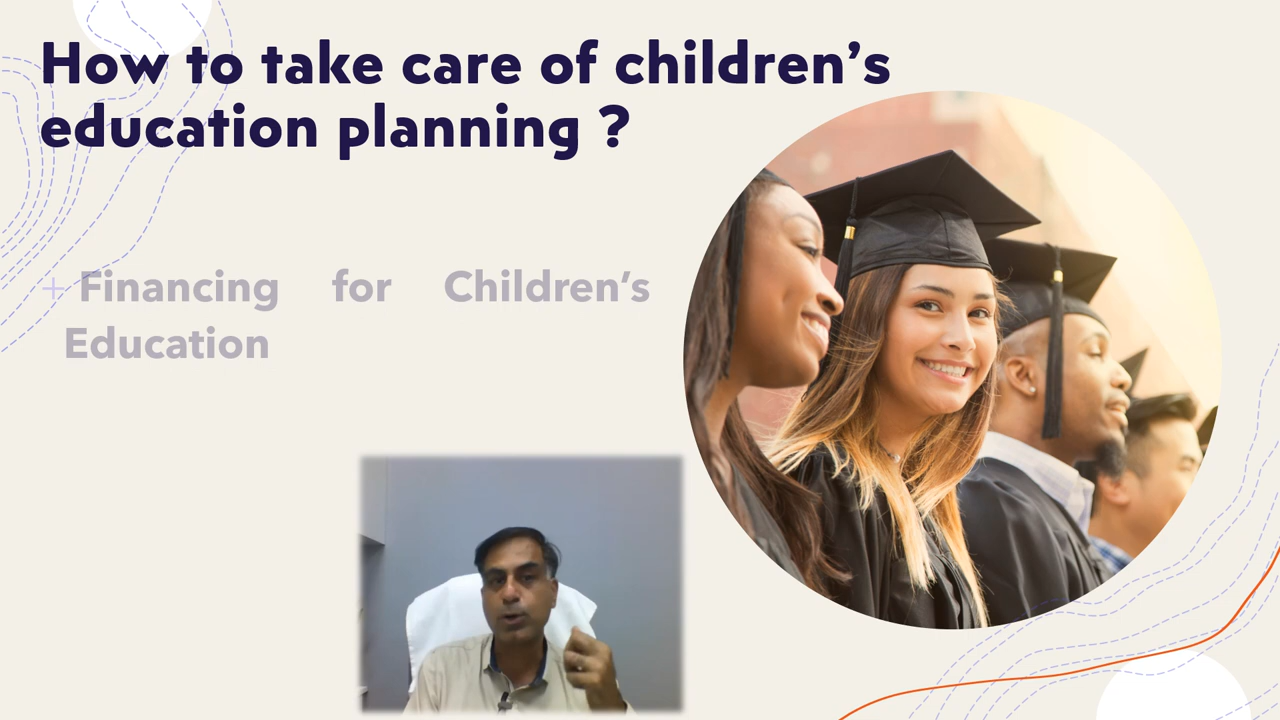 How to take care of children’s
education planning ?
+ Financing for Children’s
Education